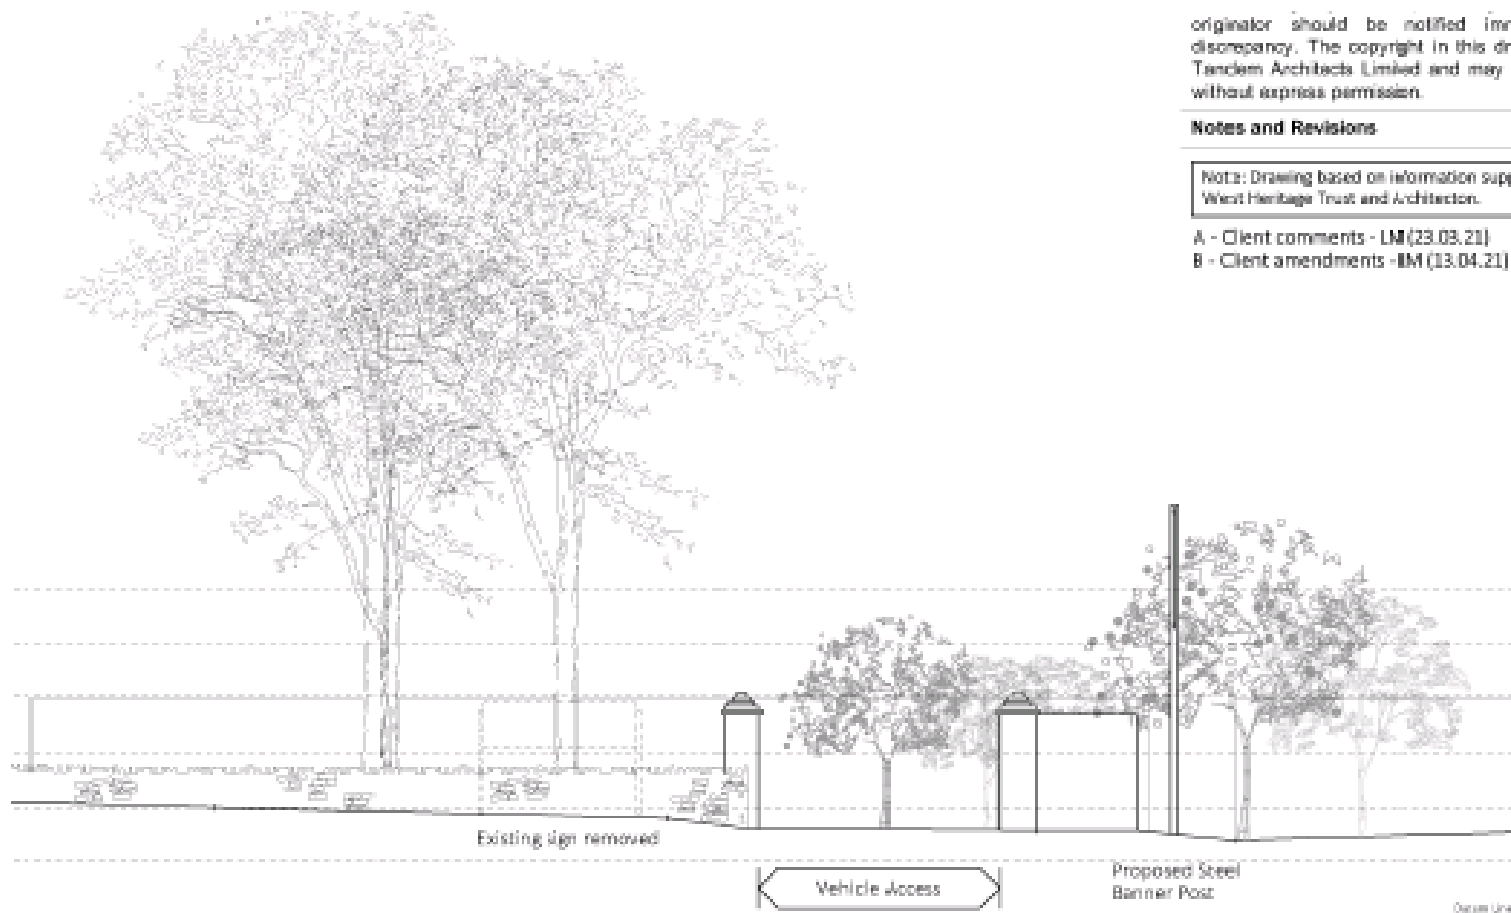 originator should be notified
discrepancy. The copyright in this
Tandem Architects Limited and may
without express permission.
Notes and Revisions
Note: Drawing based on information
West Heritage Trust and Architecton.
A - Client comments - LM (23.03.21)
B - Client amendments - (13.04.21)
Existing sign removed
Vehicle Access
Proposed Steel
Banner Post
Datum